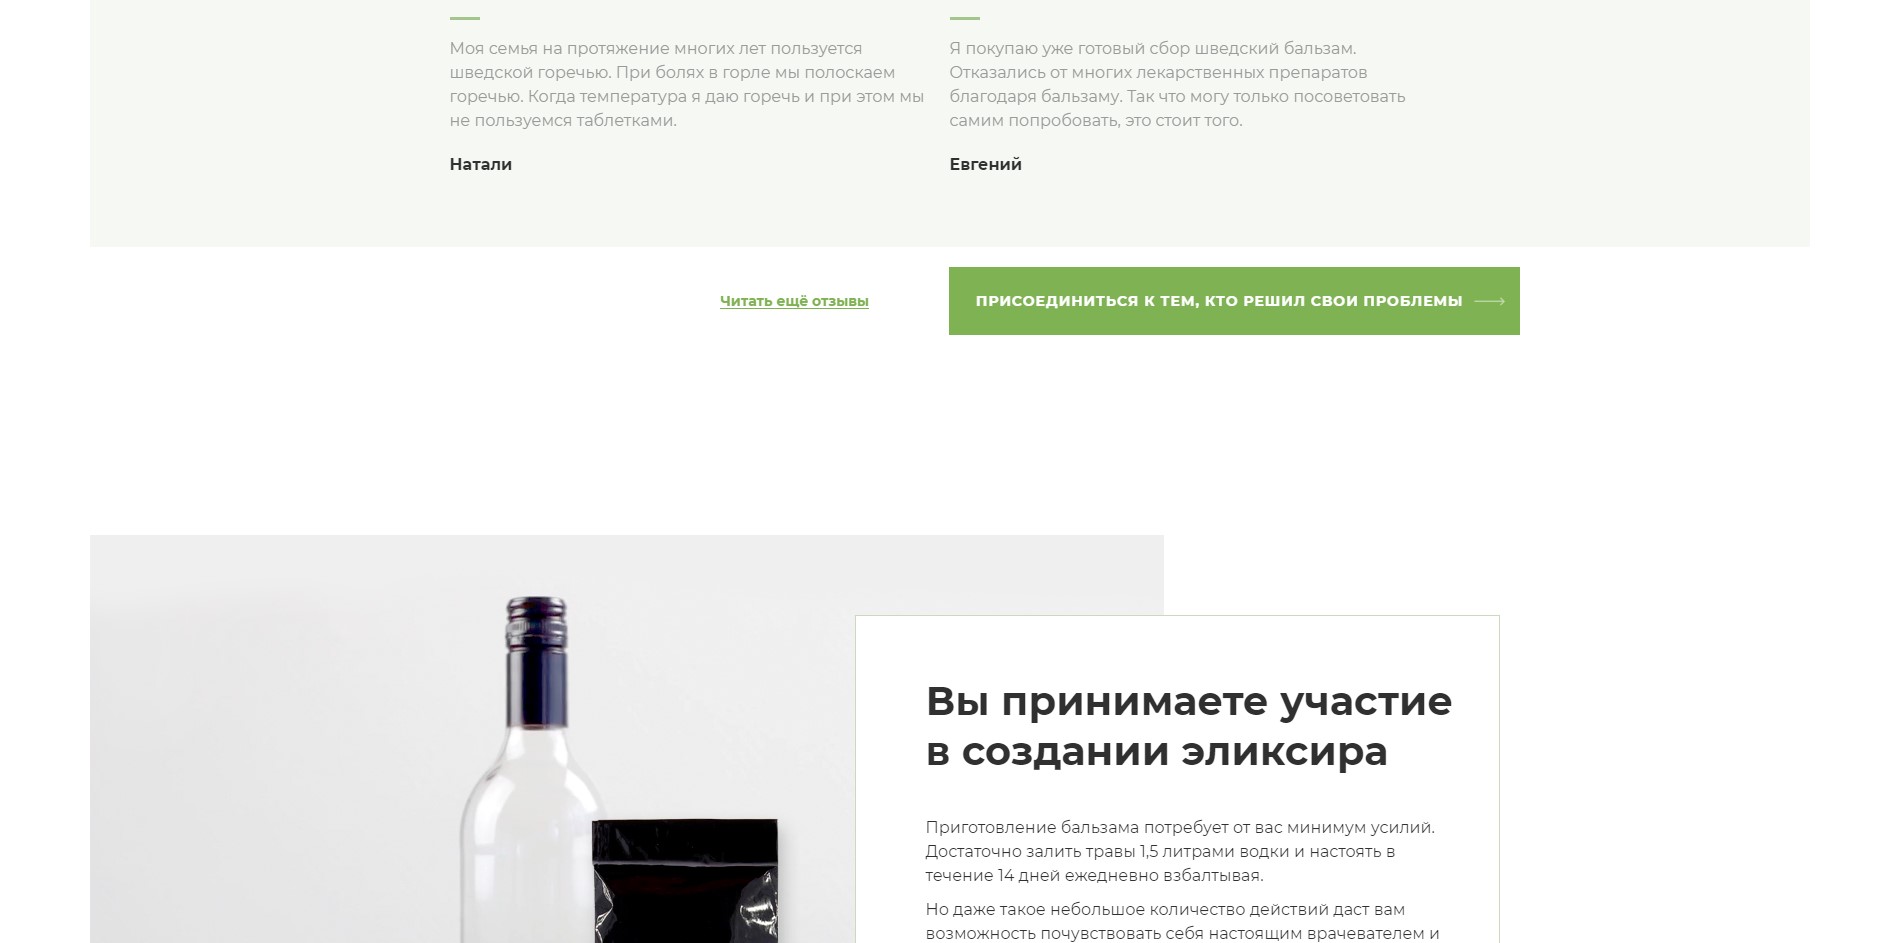 Моя семья на протяжение многих лет пользуется
шведской горечью. При болях в горле мы полоскаем
горечью. Когда температура я даю горечь и при этом мы
не пользуемся таблетками.
Натали
Я покупаю уже готовый сбор шведский бальзам.
Отказались от многих лекарственных препаратов
благодаря бальзаму. Так что могу только посоветовать
самим попробовать, это стоит того.
Евгений
Читать ещё отзывы
ПРИСОЕДИНИТЬСЯ К ТЕМ, КТО РЕШИЛ СВОИ ПРОБЛЕМЫ
Вы принимаете участие
в создании эликсира
Приготовление бальзама потребует от вас минимум усилий.
Достаточно залить травы 1,5 литрами водки и настоять в
течение 14 дней ежедневно взбалтывая.
Но даже такое небольшое количество действий даст вам
возможность почувствовать себя настоящим врачевателем и